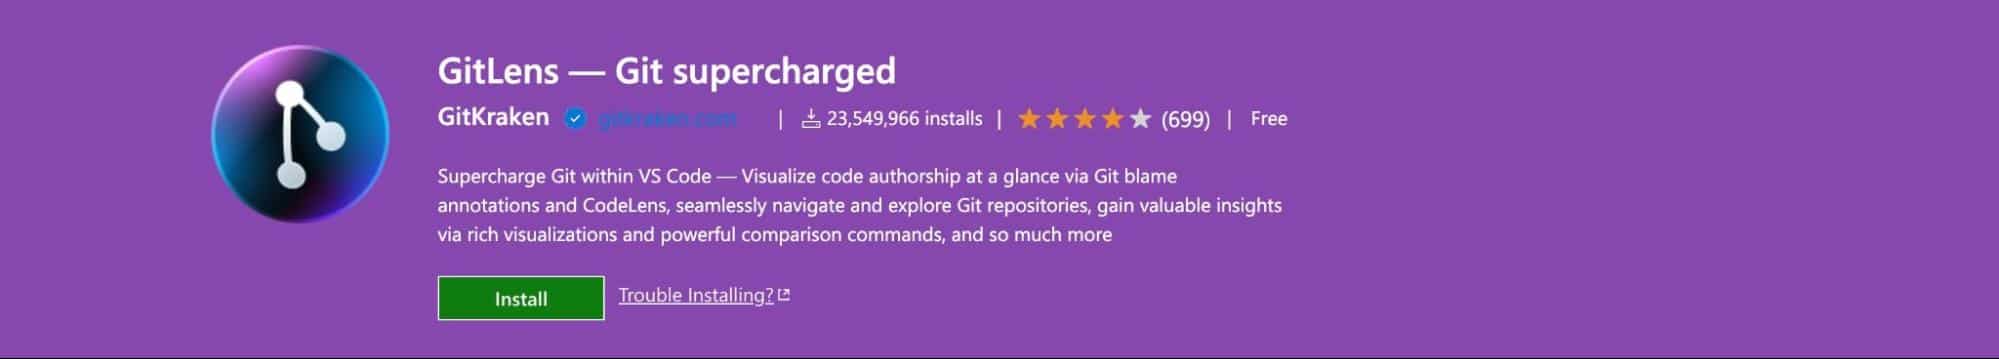 GitLens — Git supercharged
GitKraken gitkraken.com | 23,549,966 installs | (699) | Free
Supercharge Git within VS Code — Visualize code authorship at a glance via Git blame
annotations and CodeLens, seamlessly navigate and explore Git repositories, gain valuable insights
via rich visualizations and powerful comparison commands, and so much more
Install Trouble Installing?